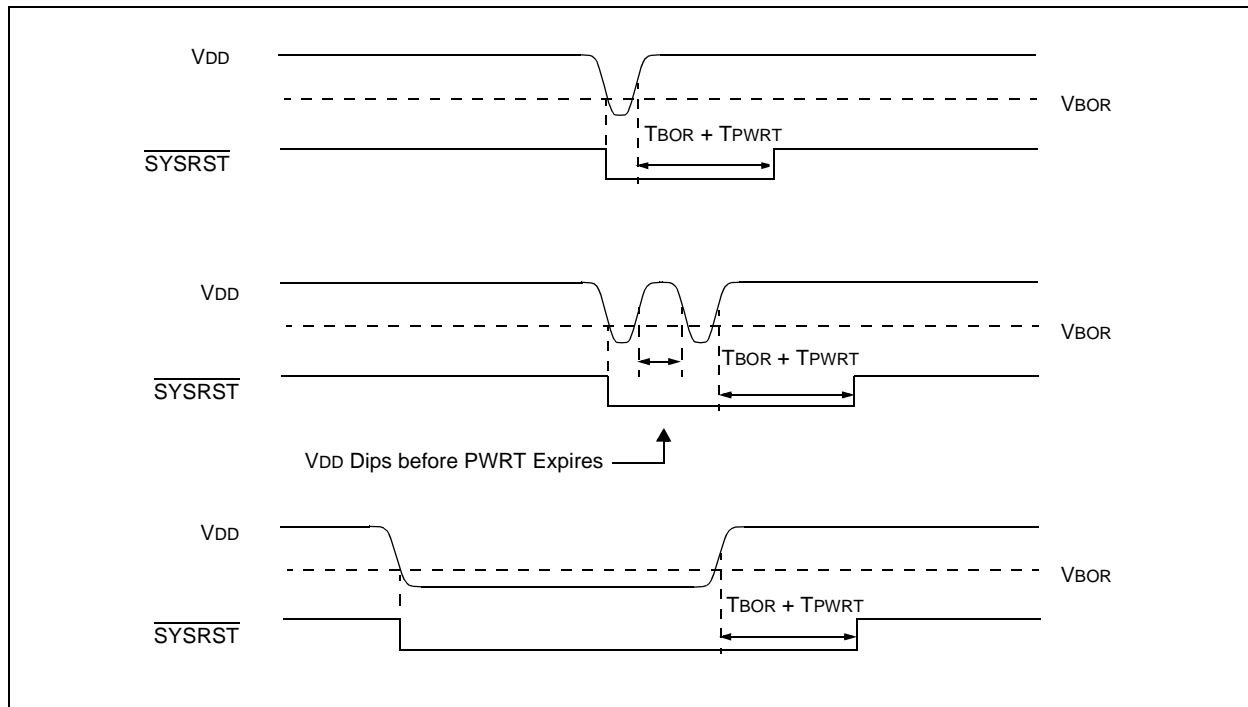 VDD
VBOR
TBOR + TPWRT
SYSRST
VDD
VBOR
TBOR + TPWRT
SYSRST
VDD Dips before PWRT Expires
VDD
VBOR
TBOR + TPWRT
SYSRST